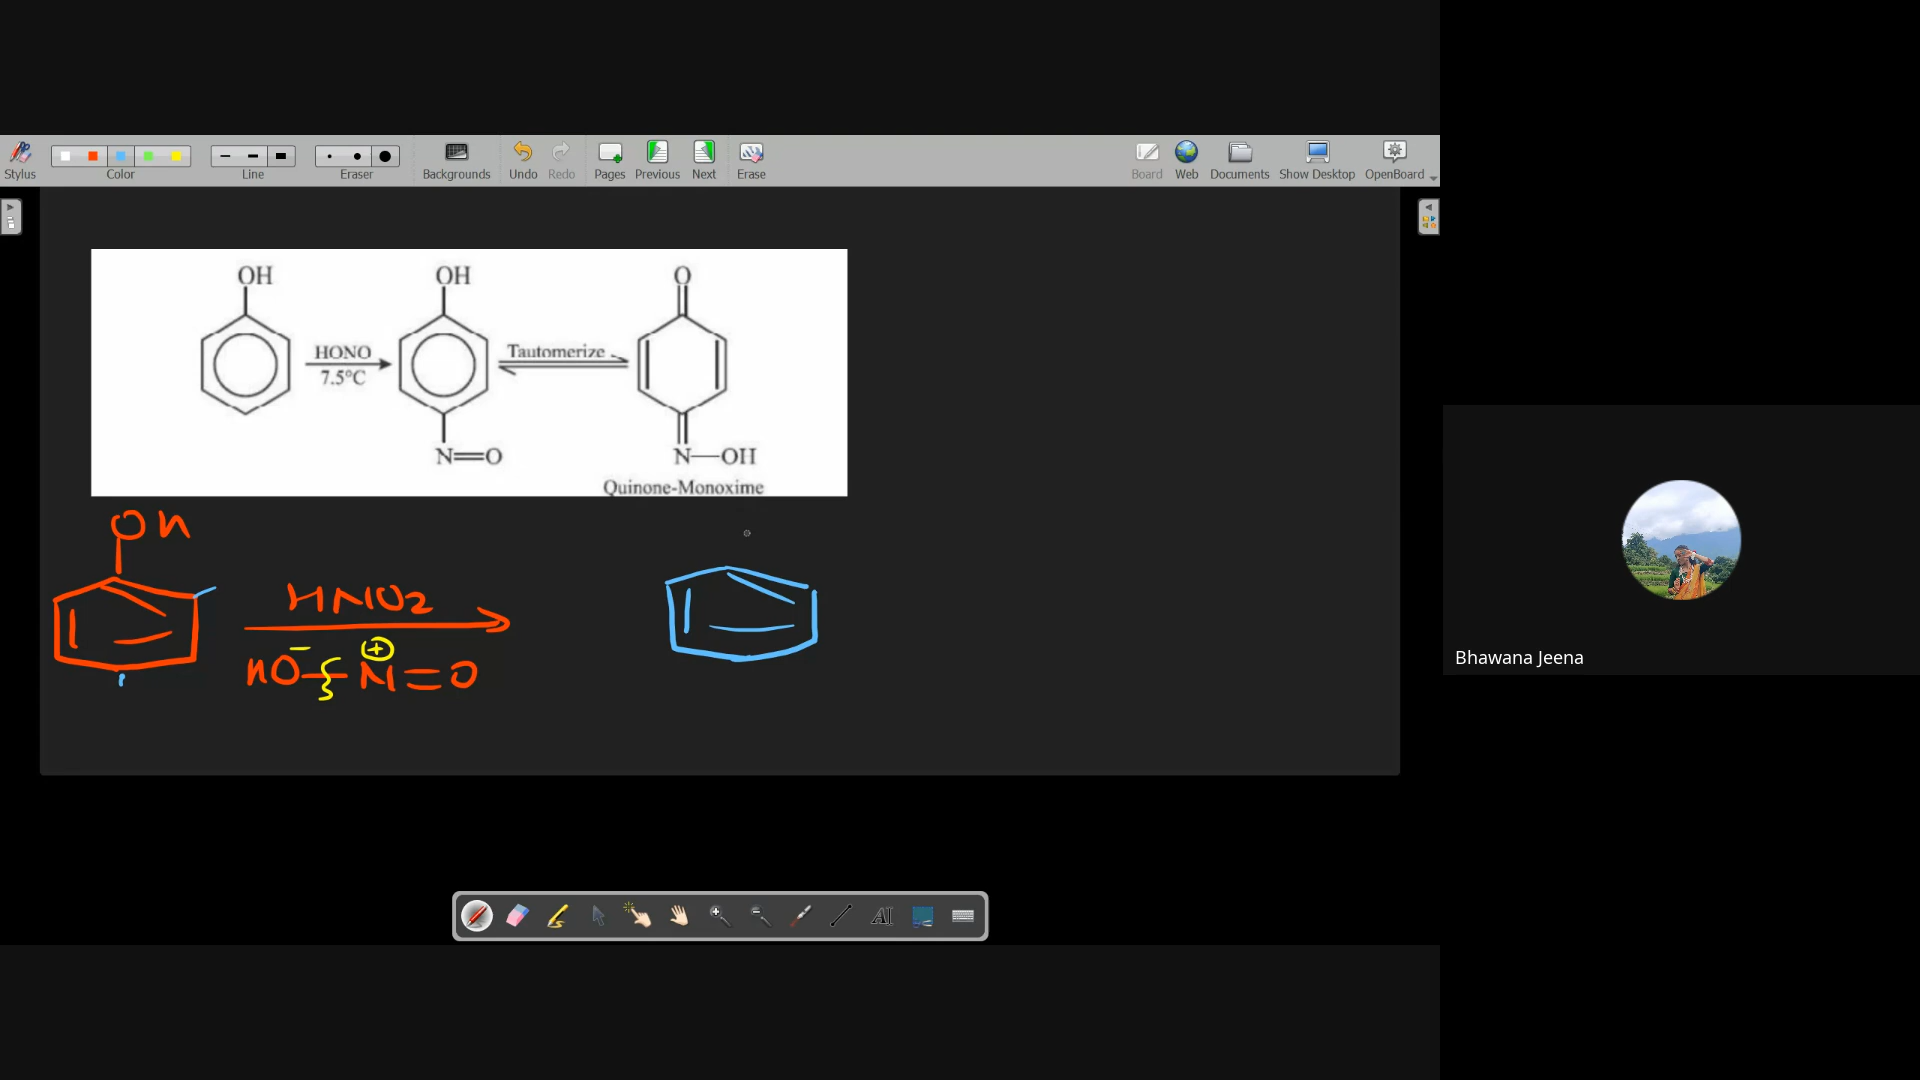 Stylus Color Line Eraser Backgrounds Undo Redo Pages Previous Next Erase Board Web Documents Show Desktop OpenBoard
OH OH O
HONO Tautomerize
7.5°C
N=O N—OH
Quinone-Monoxime
OH
HNO2
HO⁻ N⊕=O
Bhawana Jeena